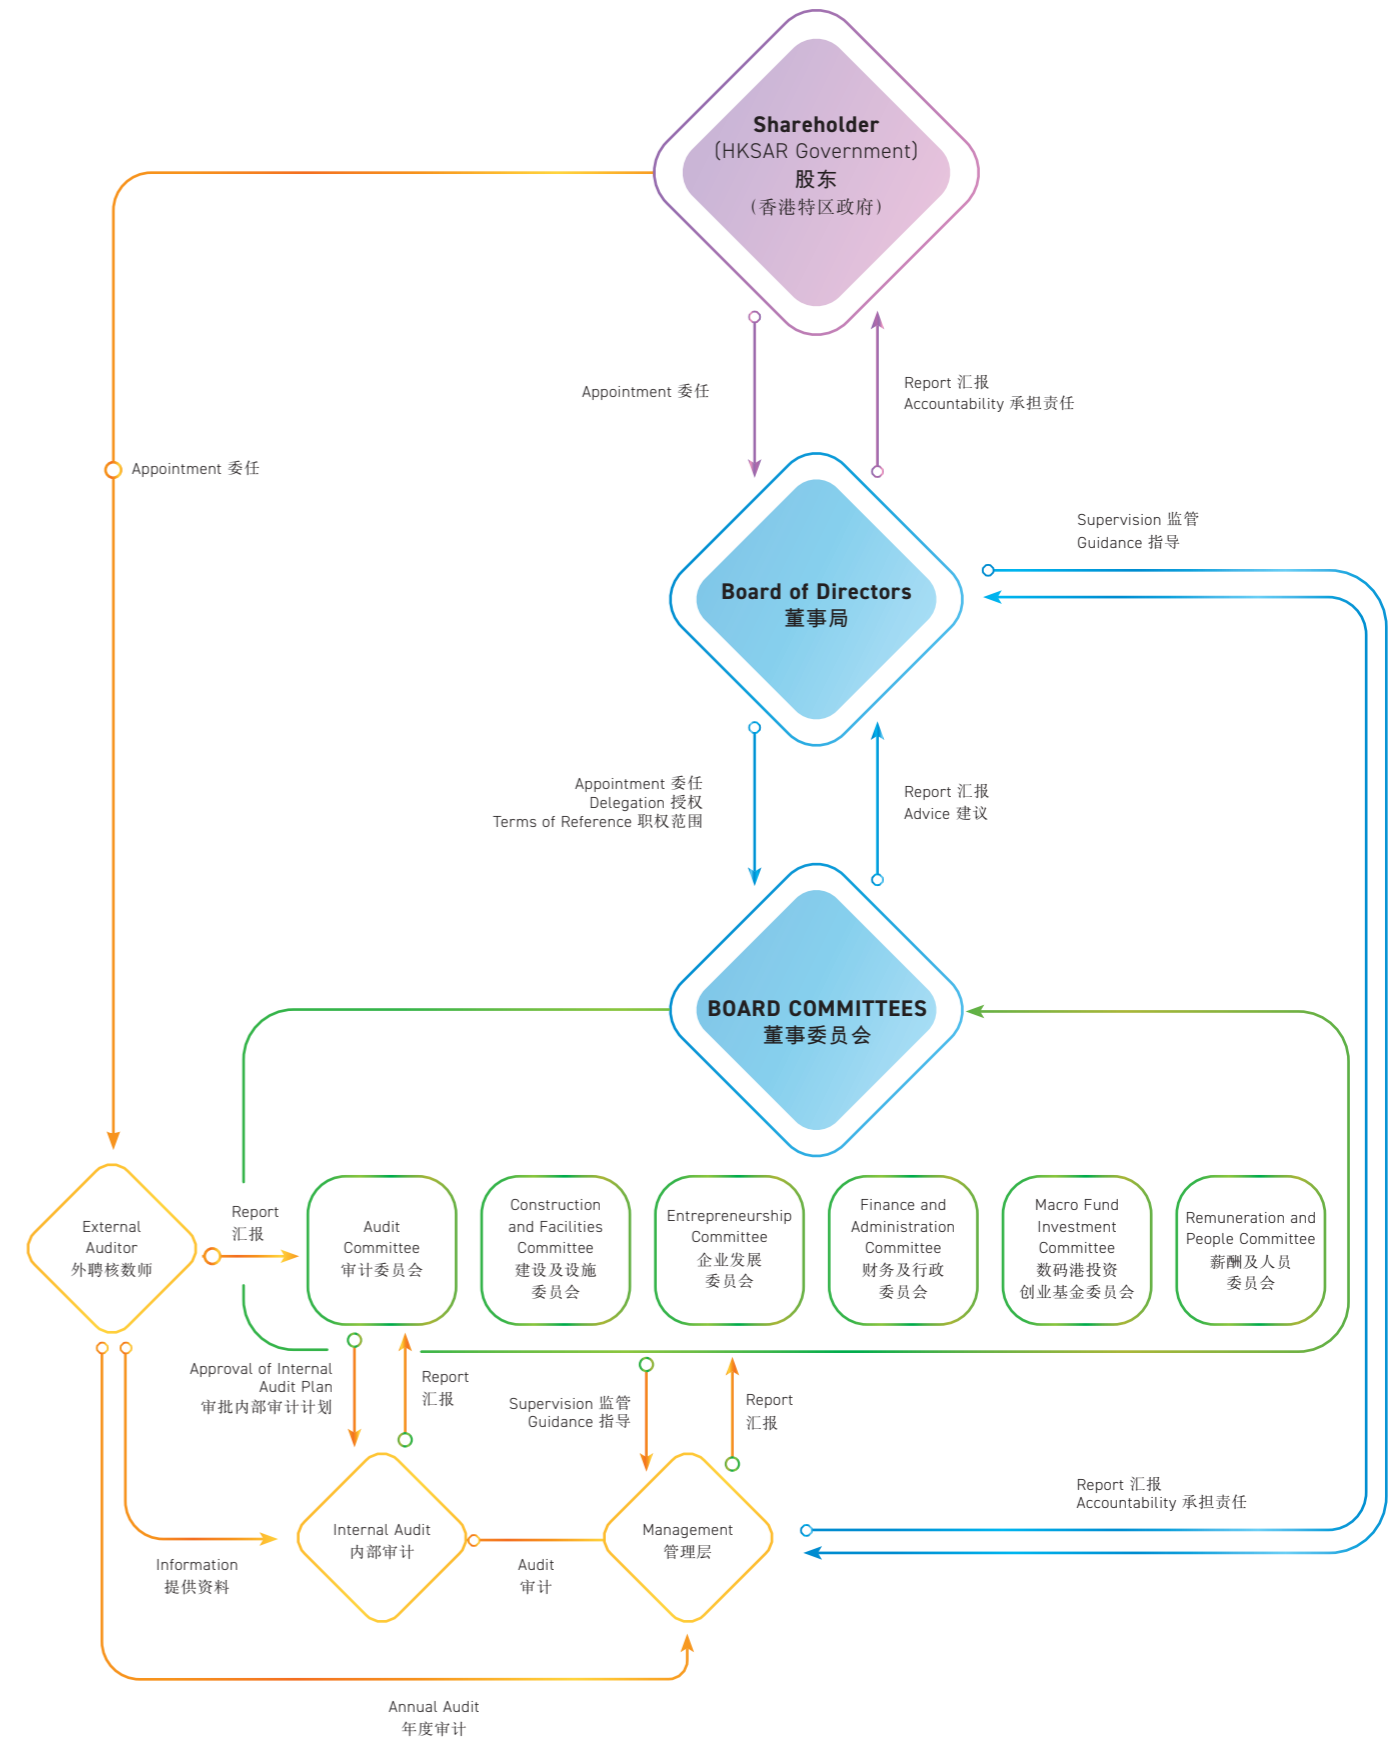 Shareholder
(HKSAR Government)
股东
(香港特区政府)
Appointment 委任
Report 汇报
Accountability 承担责任
Appointment 委任
Supervision 监管
Guidance 指导
Board of Directors
董事局
Appointment 委任
Delegation 授权
Terms of Reference 职权范围
Report 汇报
Advice 建议
BOARD COMMITTEES
董事委员会
External
Auditor
外聘核数师
Report
汇报
Audit
Committee
审计委员会
Construction
and Facilities
Committee
建设及设施
委员会
Entrepreneurship
Committee
企业发展
委员会
Finance and
Administration
Committee
财务及行政
委员会
Macro Fund
Investment
Committee
数码港投资
创业基金委员会
Remuneration and
People Committee
薪酬及人员
委员会
Approval of Internal
Audit Plan
审批内部审计计划
Report
汇报
Supervision 监管
Guidance 指导
Report
汇报
Report 汇报
Accountability 承担责任
Internal Audit
内部审计
Management
管理层
Information
提供资料
Audit
审计
Annual Audit
年度审计